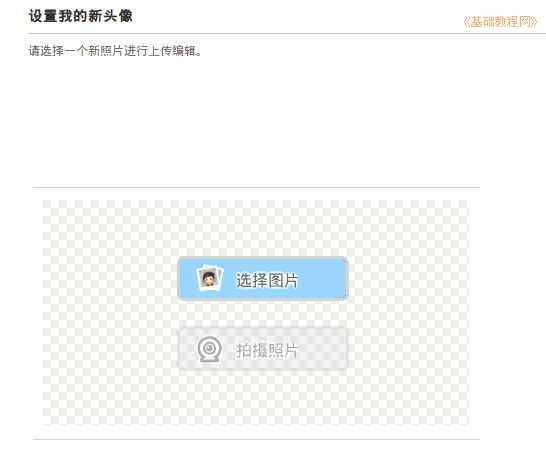 设置我的新头像
《基础教程网》
请选择一个新照片进行上传编辑。
选择图片
拍摄照片